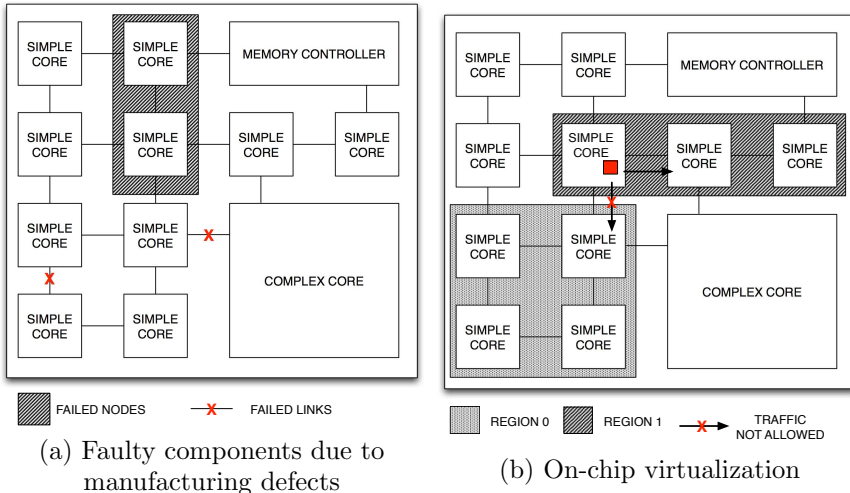 SIMPLE
CORE
SIMPLE
CORE
MEMORY CONTROLLER
SIMPLE
CORE
SIMPLE
CORE
SIMPLE
CORE
SIMPLE
CORE
SIMPLE
CORE
SIMPLE
CORE
X
COMPLEX CORE
X
SIMPLE
CORE
SIMPLE
CORE
FAILED NODES
X
FAILED LINKS
(a) Faulty components due to
manufacturing defects
SIMPLE
CORE
SIMPLE
CORE
MEMORY CONTROLLER
SIMPLE
CORE
SIMPLE
CORE
SIMPLE
CORE
SIMPLE
CORE
X
SIMPLE
CORE
SIMPLE
CORE
COMPLEX CORE
SIMPLE
CORE
SIMPLE
CORE
REGION 0
REGION 1
X
TRAFFIC
NOT ALLOWED
(b) On-chip virtualization